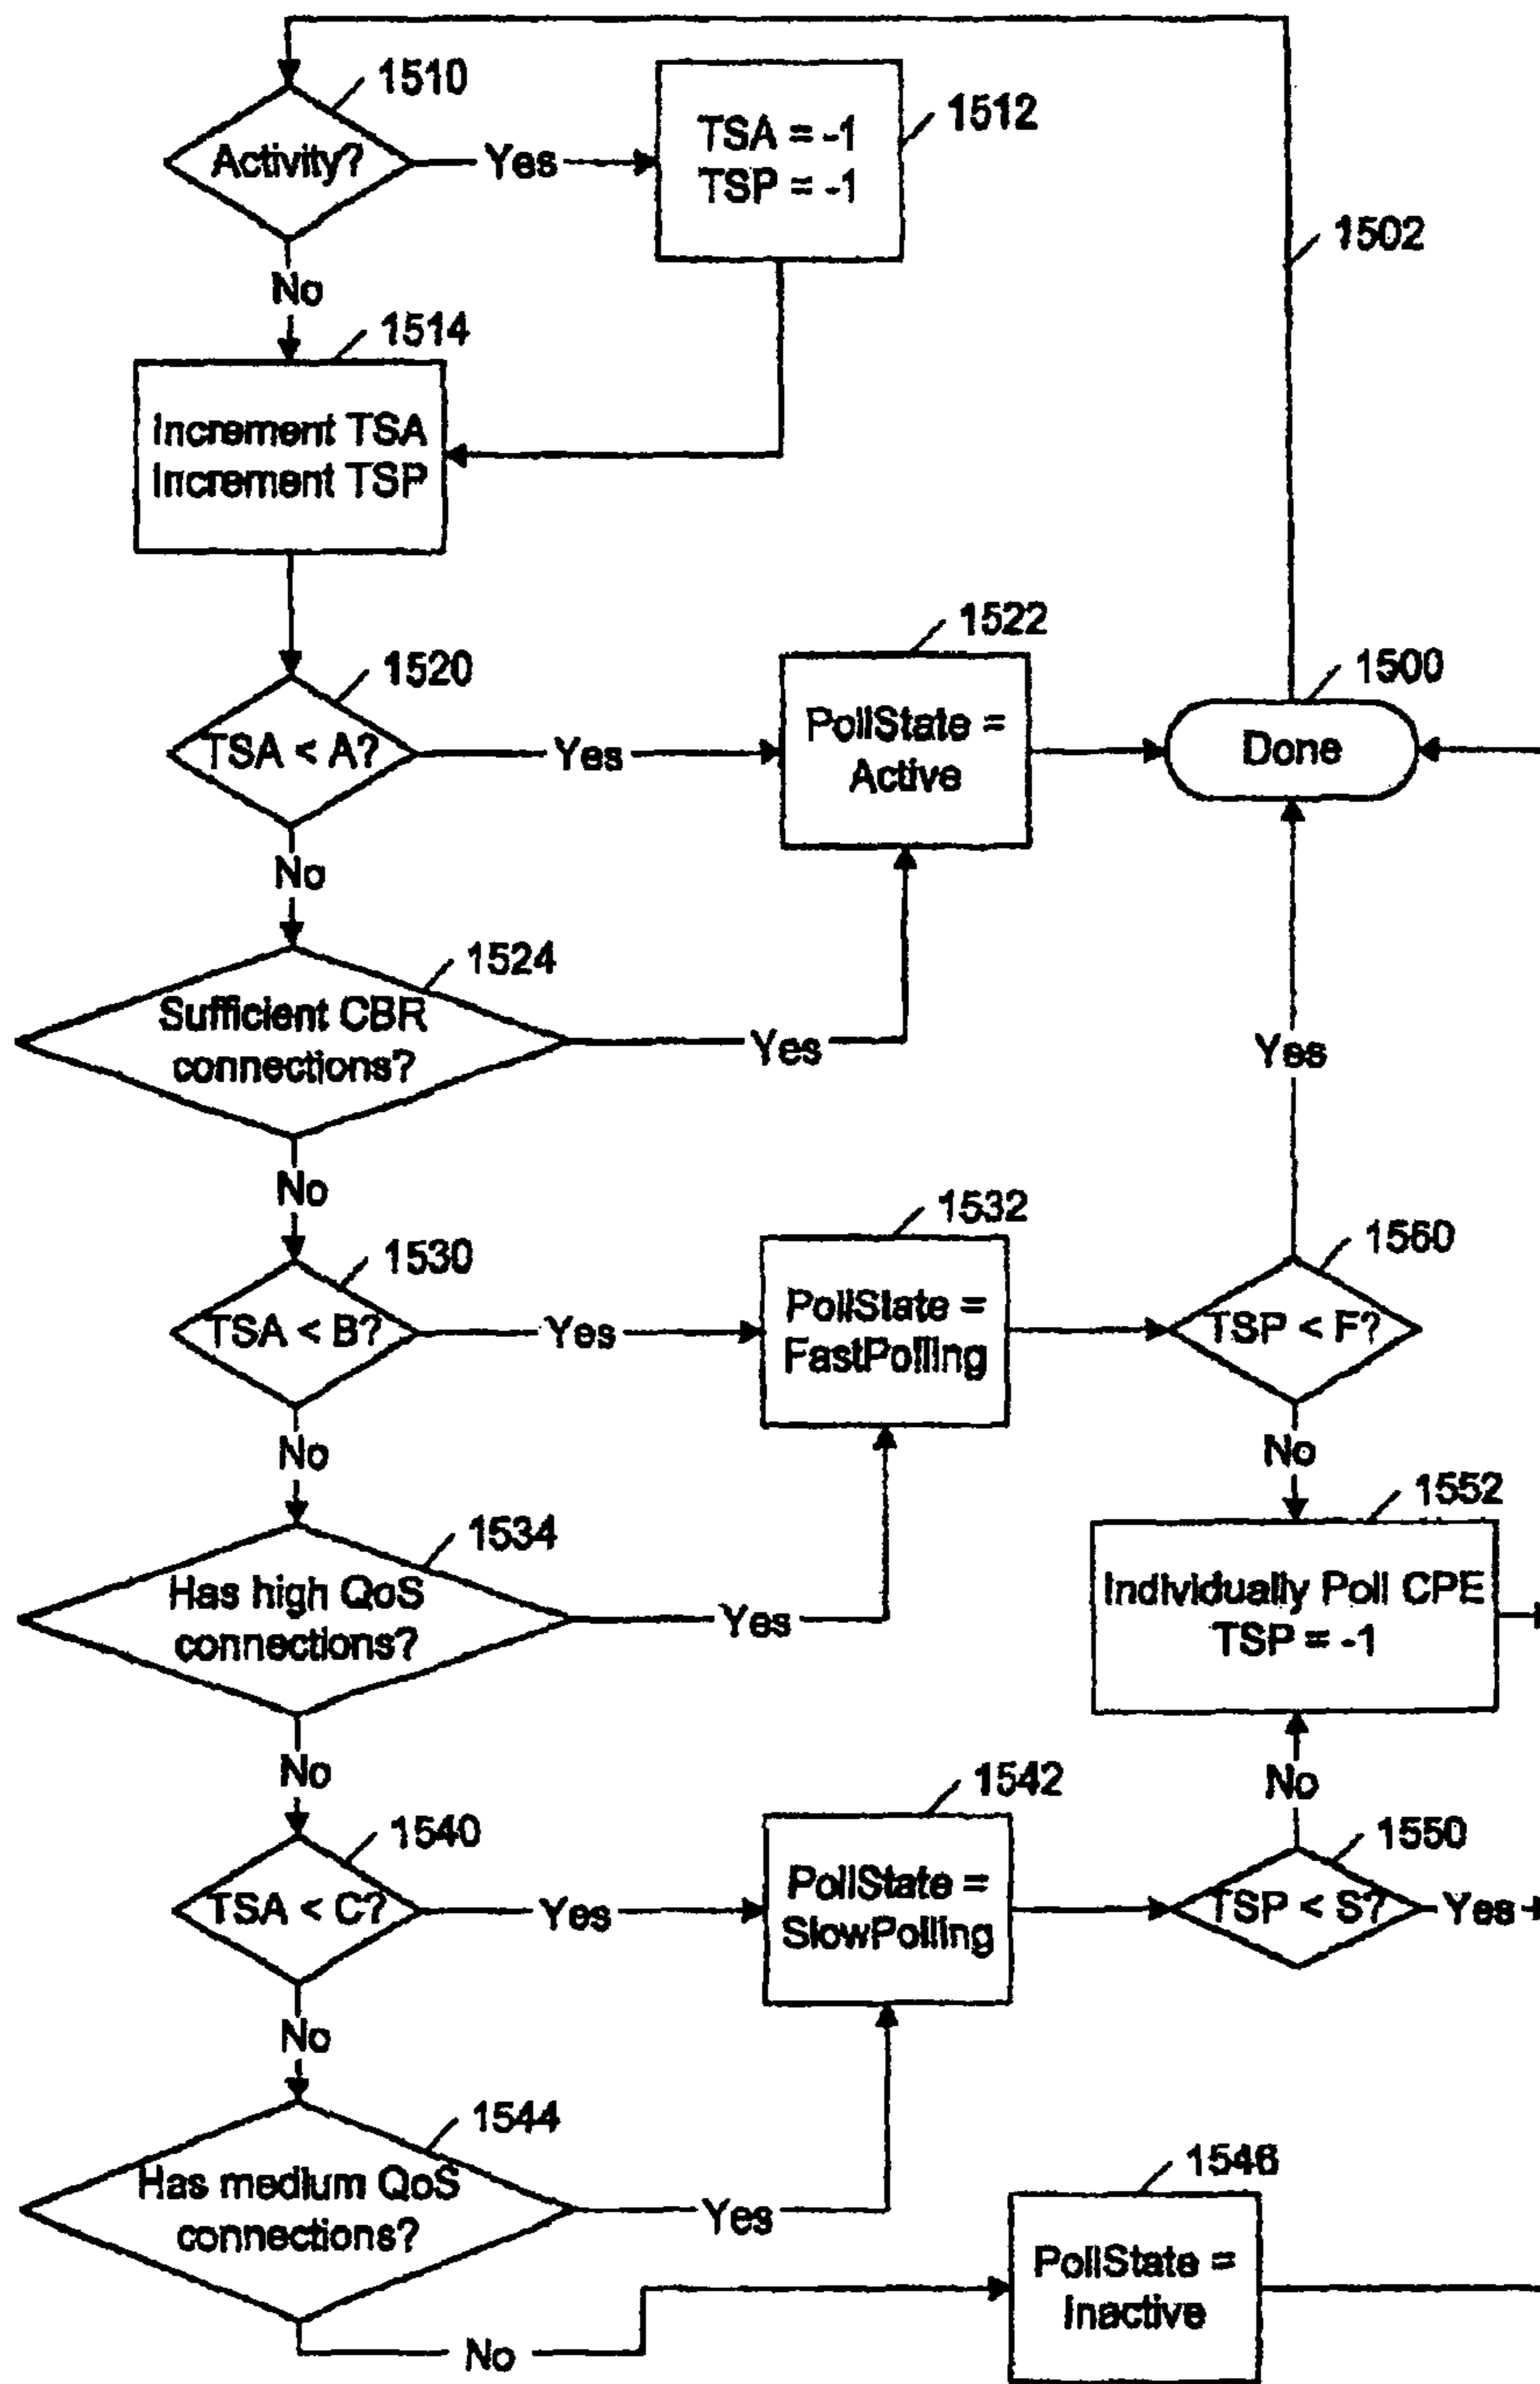 1510
Activity?
Yes
TSA = -1
TSP = -1
1512
1502
No
1514
Increment TSA
Increment TSP
1520
TSA < A?
Yes
1522
PollState =
Active
1500
Done
No
1524
Sufficient CBR
connections?
Yes
Yes
No
1530
TSA < B?
Yes
1532
PollState =
FastPolling
1560
TSP < F?
No
No
1534
Has high QoS
connections?
Yes
1552
Individually Poll CPE
TSP = -1
No
No
1540
TSA < C?
Yes
1542
PollState =
SlowPolling
1550
TSP < S?
Yes
No
1544
Has medium QoS
connections?
Yes
No
1546
PollState =
Inactive